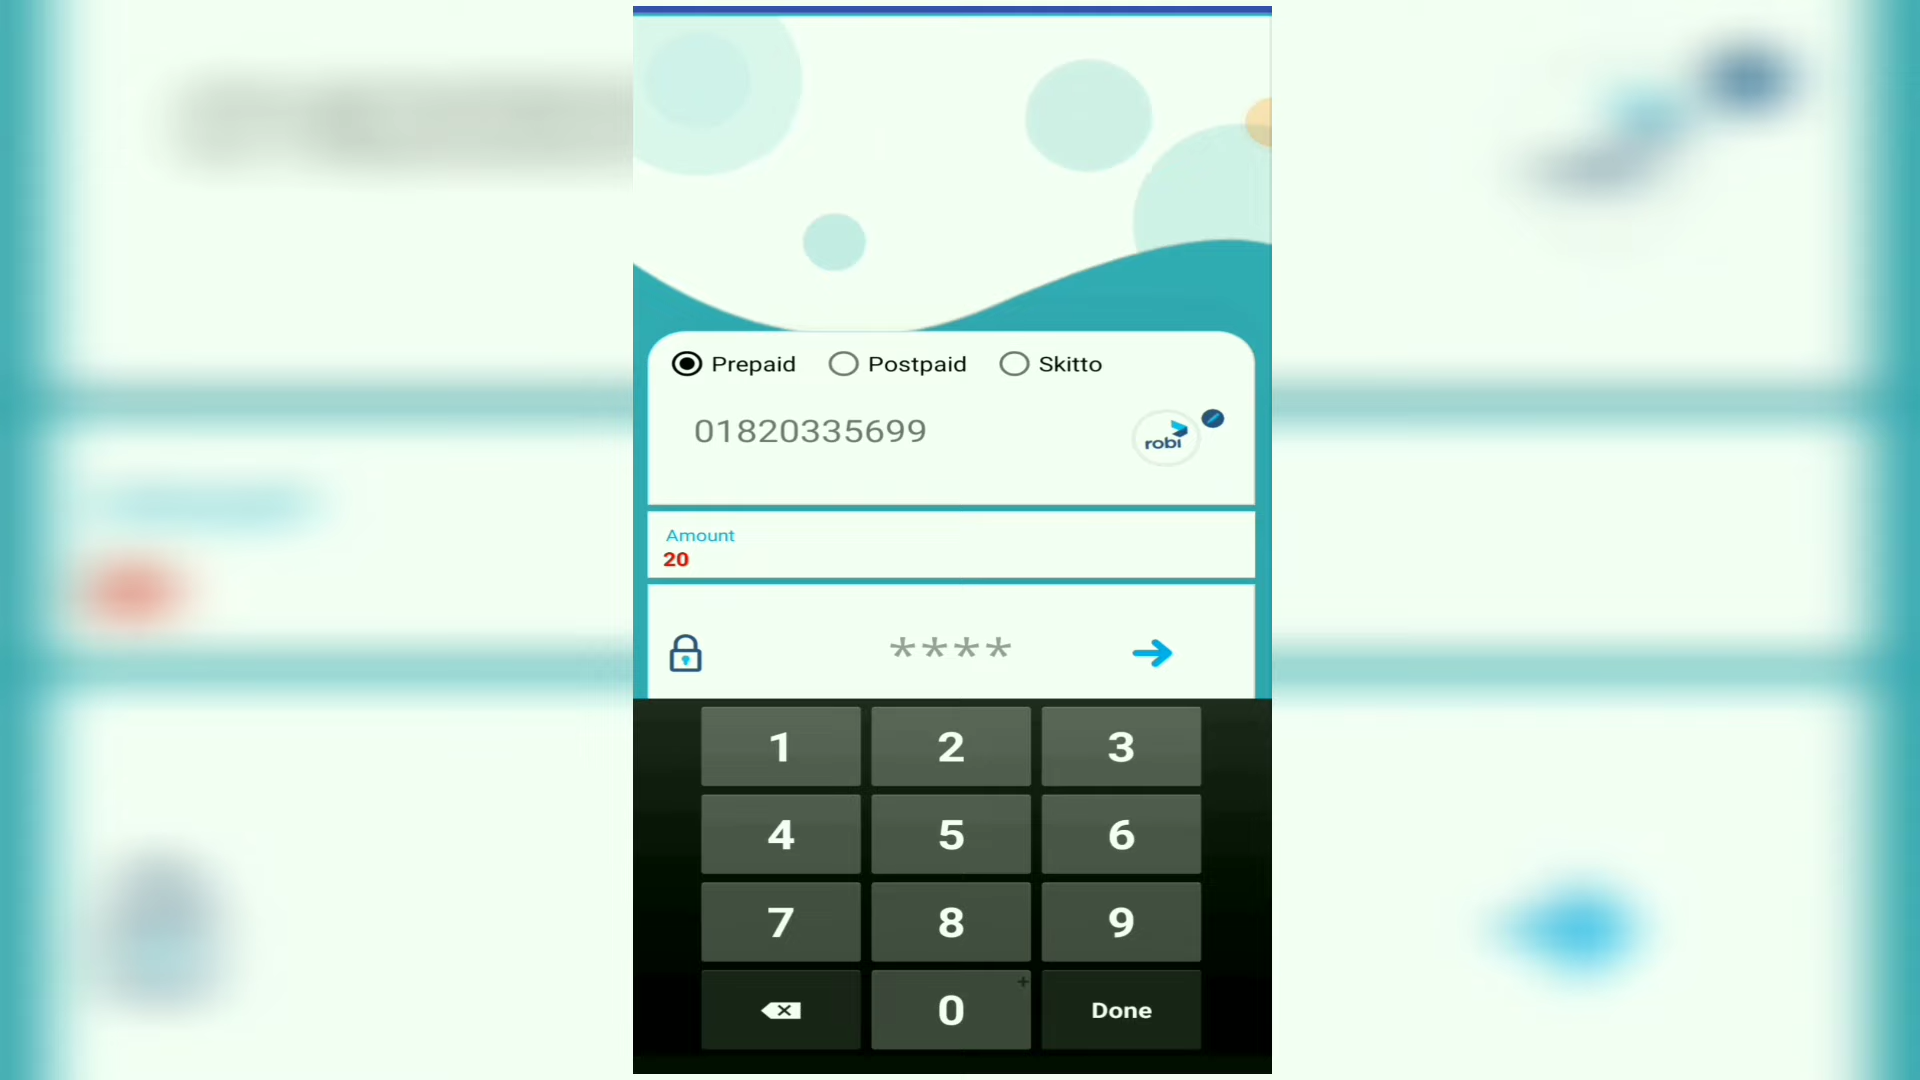 Prepaid Postpaid Skitto
01820335699
robi
Amount
20
****
1 2 3
4 5 6
7 8 9
+
0 Done